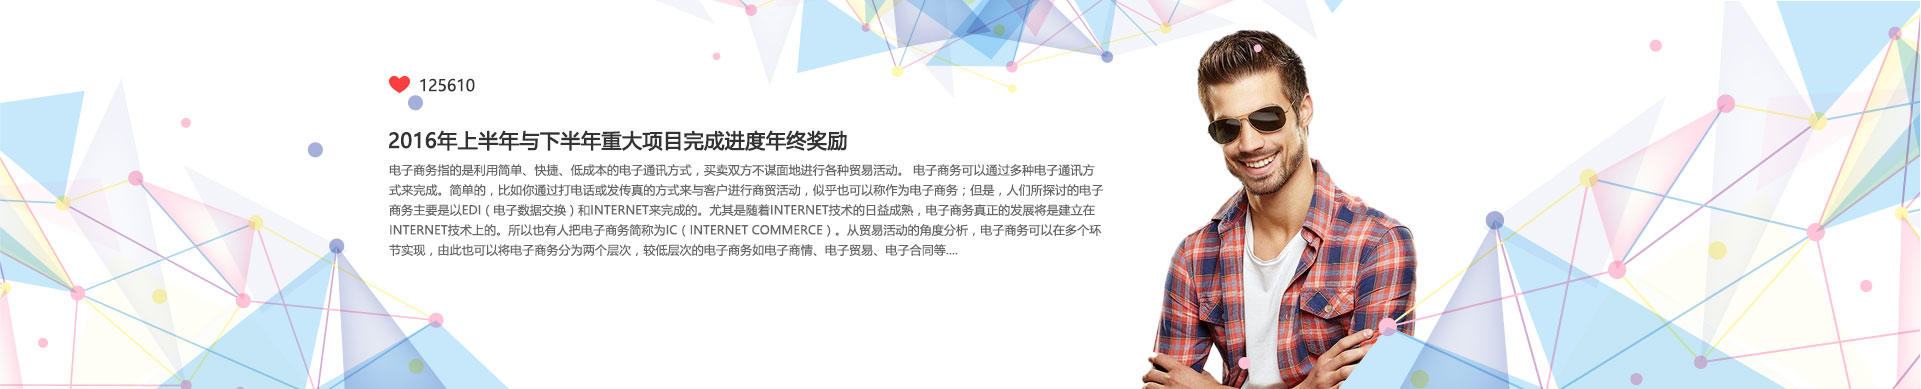 125610
2016年上半年与下半年重大项目完成进度年终奖励
电子商务指的是利用简单、快捷、低成本的电子通讯方式，买卖双方不谋面地进行各种贸易活动。 电子商务可以通过多种电子通讯方
式来完成。简单的，比如你通过打电话或发传真的方式来与客户进行商贸活动，似乎也可以称作为电子商务；但是，人们所探讨的电子
商务主要是以EDI（电子数据交换）和INTERNET来完成的。尤其是随着INTERNET技术的日益成熟，电子商务真正的发展将是建立在
INTERNET技术上的。所以也有人把电子商务简称为IC（INTERNET COMMERCE）。从贸易活动的角度分析，电子商务可以在多个环
节实现，由此也可以将电子商务分为两个层次，较低层次的电子商务如电子商情、电子贸易、电子合同等....